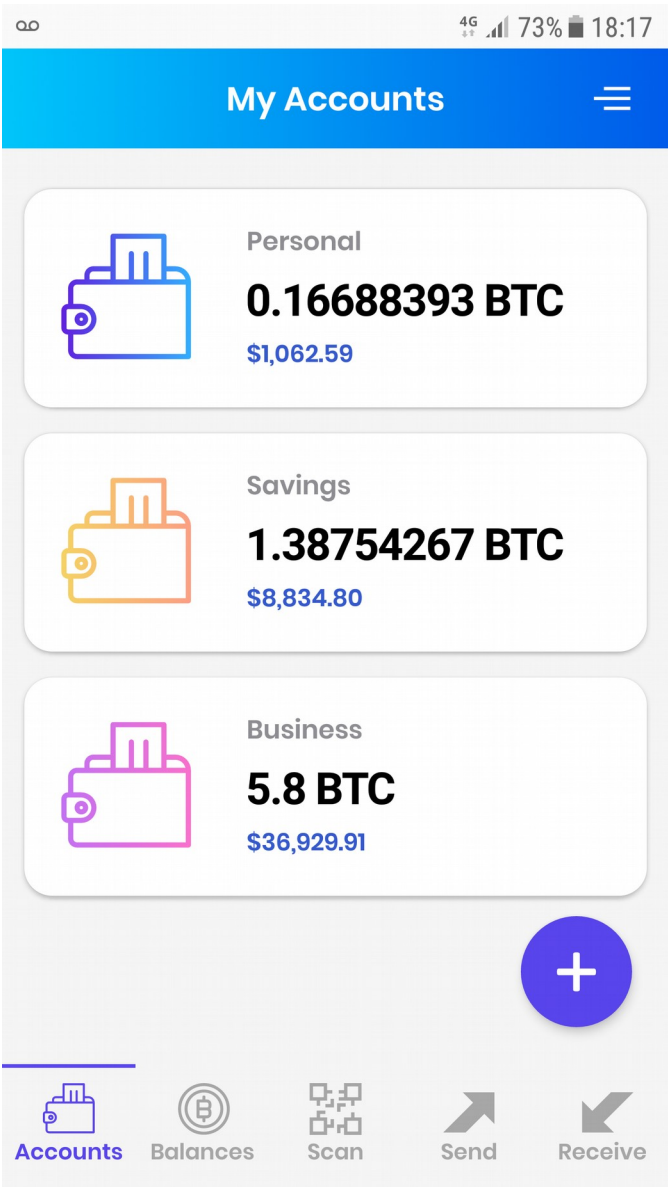 4G 73% 18:17
My Accounts
Personal
0.16688393 BTC
$1,062.59
Savings
1.38754267 BTC
$8,834.80
Business
5.8 BTC
$36,929.91
Accounts Balances Scan Send Receive